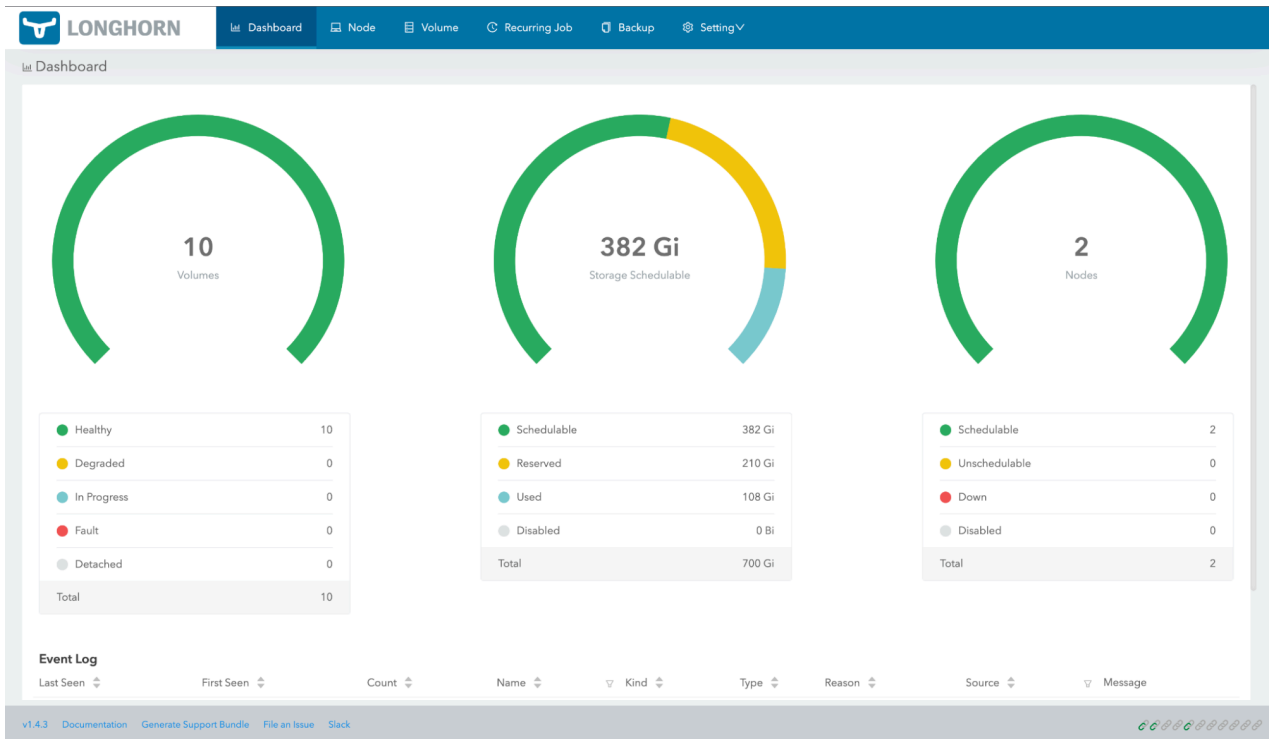 LONGHORN Dashboard Node Volume Recurring Job Backup Setting
Dashboard
10
Volumes
382 Gi
Storage Schedulable
2
Nodes
Healthy 10
Degraded 0
In Progress 0
Fault 0
Detached 0
Total 10
Schedulable 382 Gi
Reserved 210 Gi
Used 108 Gi
Disabled 0 Bi
Total 700 Gi
Schedulable 2
Unschedulable 0
Down 0
Disabled 0
Total 2
Event Log
Last Seen First Seen Count Name Kind Type Reason Source Message
v1.4.3 Documentation Generate Support Bundle File an Issue Slack